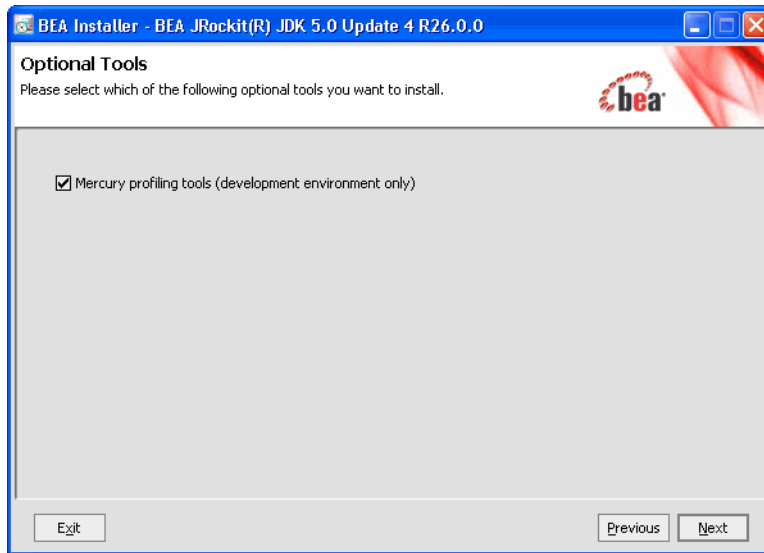 BEA Installer - BEA JRockit(R) JDK 5.0 Update 4 R26.0.0
Optional Tools
Please select which of the following optional tools you want to install.
bea
Mercury profiling tools (development environment only)
Exit
Previous
Next